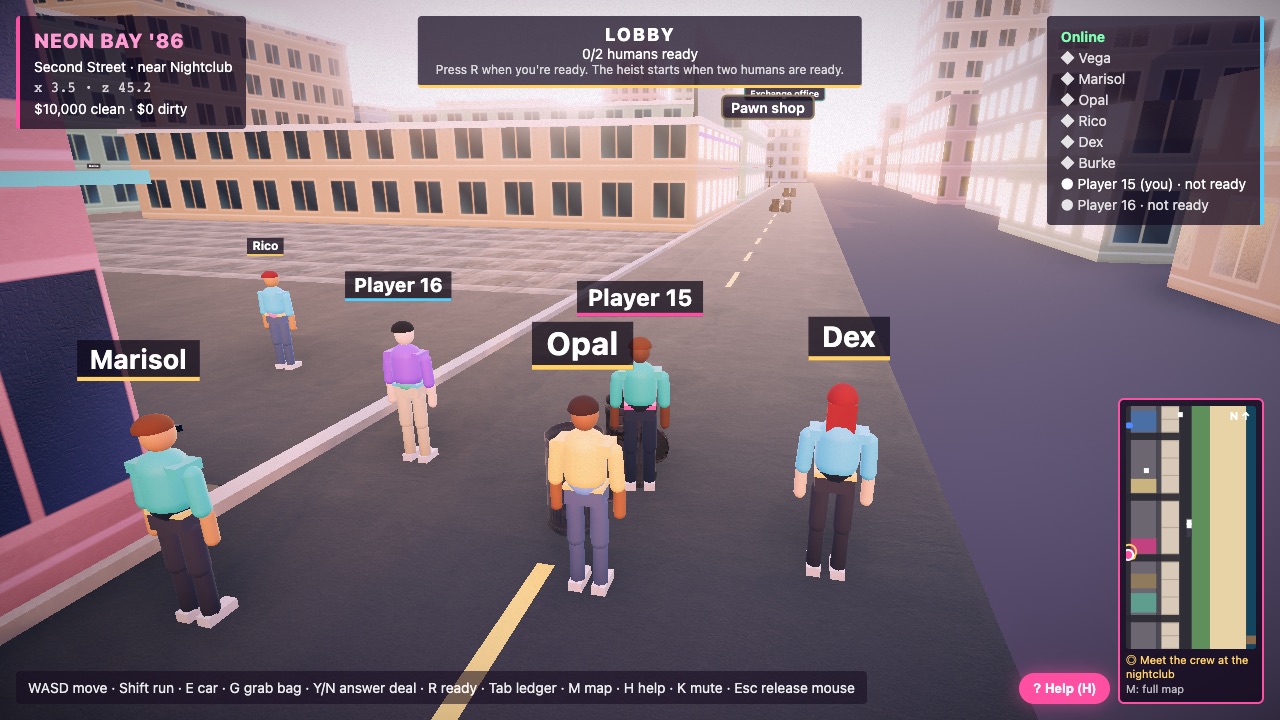 NEON BAY '86
Second Street · near Nightclub
x 3.5 · z 45.2
$10,000 clean · $0 dirty
LOBBY
0/2 humans ready
Press R when you're ready. The heist starts when two humans are ready.
Exchange office
Pawn shop
Online
Vega
Marisol
Opal
Rico
Dex
Burke
Player 15 (you) · not ready
Player 16 · not ready
Rico
Player 16
Player 15
Opal
Dex
Marisol
N ↑
◎ Meet the crew at the
nightclub
M: full map
WASD move · Shift run · E car · G grab bag · Y/N answer deal · R ready · Tab ledger · M map · H help · K mute · Esc release mouse
? Help (H)